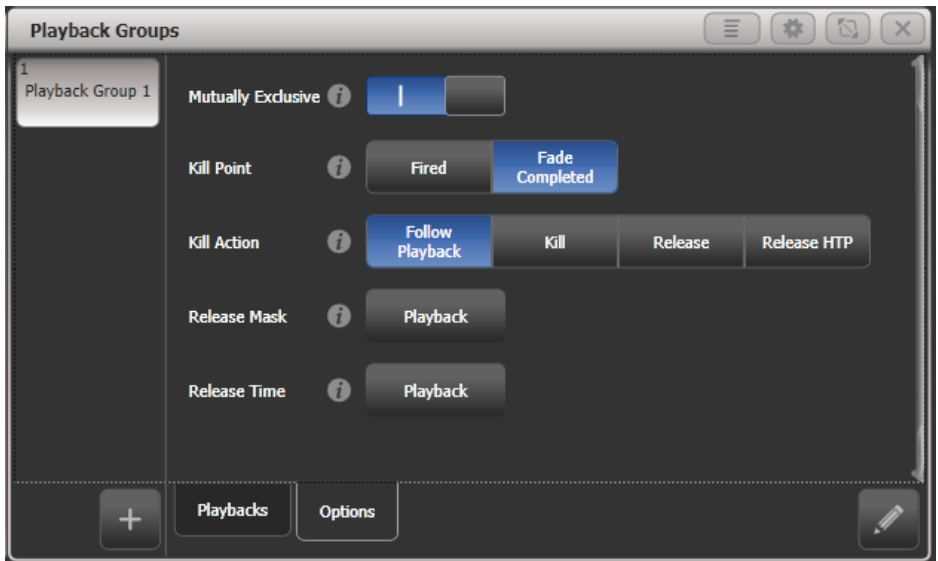 Playback Groups
1
Playback Group 1
Mutually Exclusive
Kill Point
Fired
Fade
Completed
Kill Action
Follow
Playback
Kill
Release
Release HTP
Release Mask
Playback
Release Time
Playback
Playbacks
Options